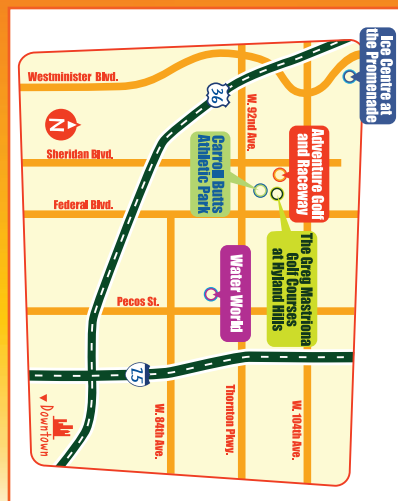 Ice Centre at
the Promenade
Westminister Blvd.
36
W. 92nd Ave.
N
Sheridan Blvd.
Adventure Golf
and Raceway
Carroll Butts
Athletic Park
Federal Blvd.
The Greg Mastriona
Golf Courses
at Hyland Hills
Water World
Pecos St.
25
Downtown
W. 84th Ave.
Thornton Pkwy.
W. 104th Ave.